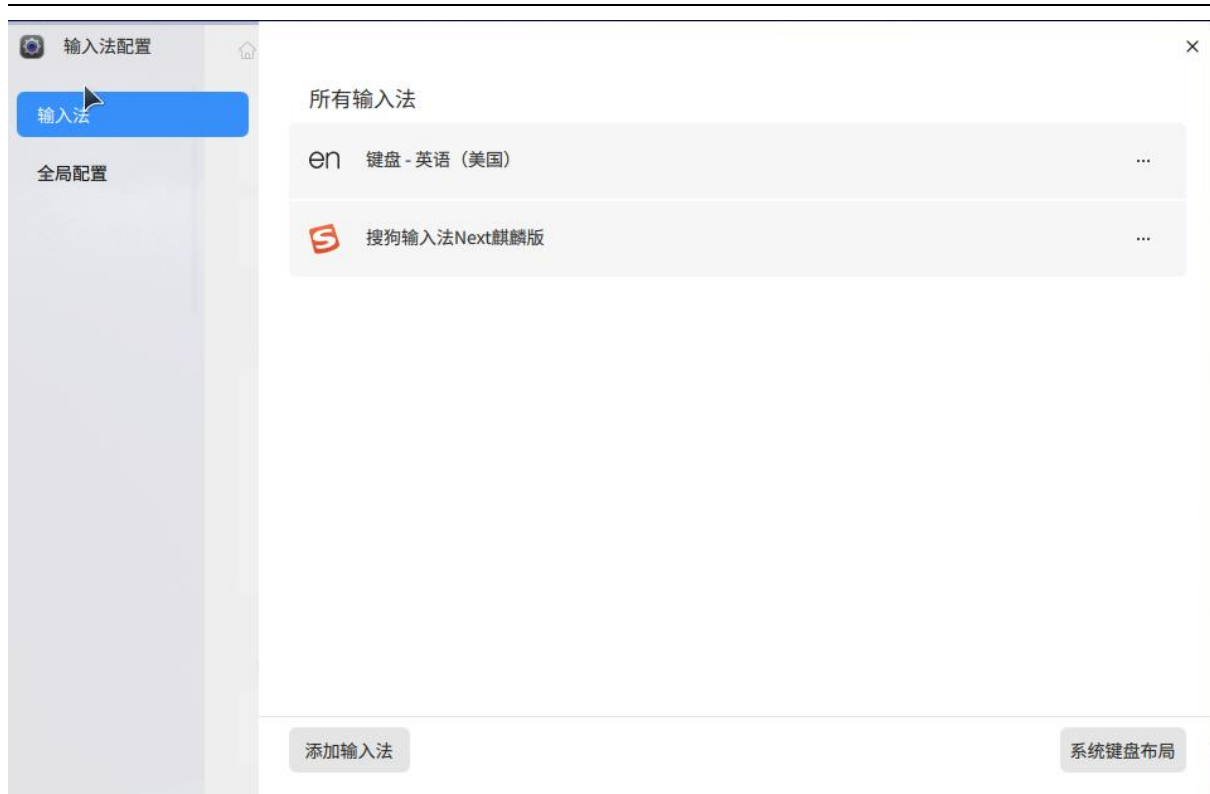 输入法配置
输入法
全局配置
所有输入法
en 键盘 - 英语（美国）
搜狗输入法Next麒麟版
添加输入法
系统键盘布局